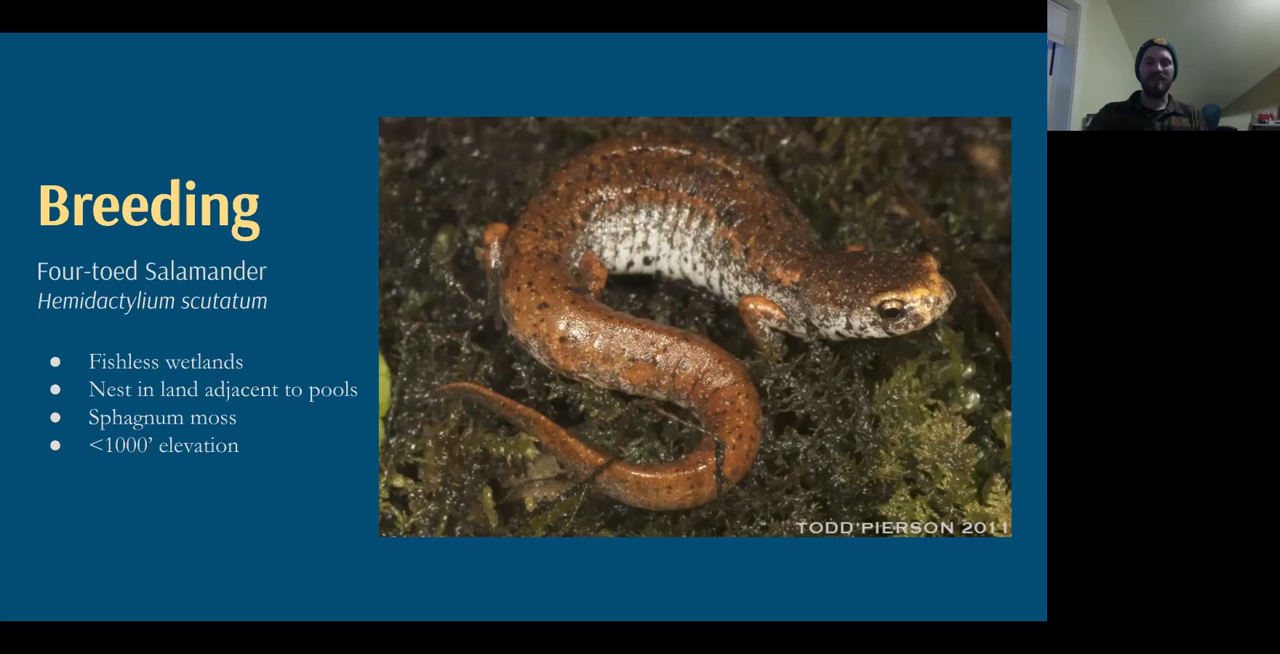 Breeding
Four-toed Salamander
Hemidactylium scutatum
● Fishless wetlands
● Nest in land adjacent to pools
● Sphagnum moss
● <1000’ elevation
TODD PIERSON 2011